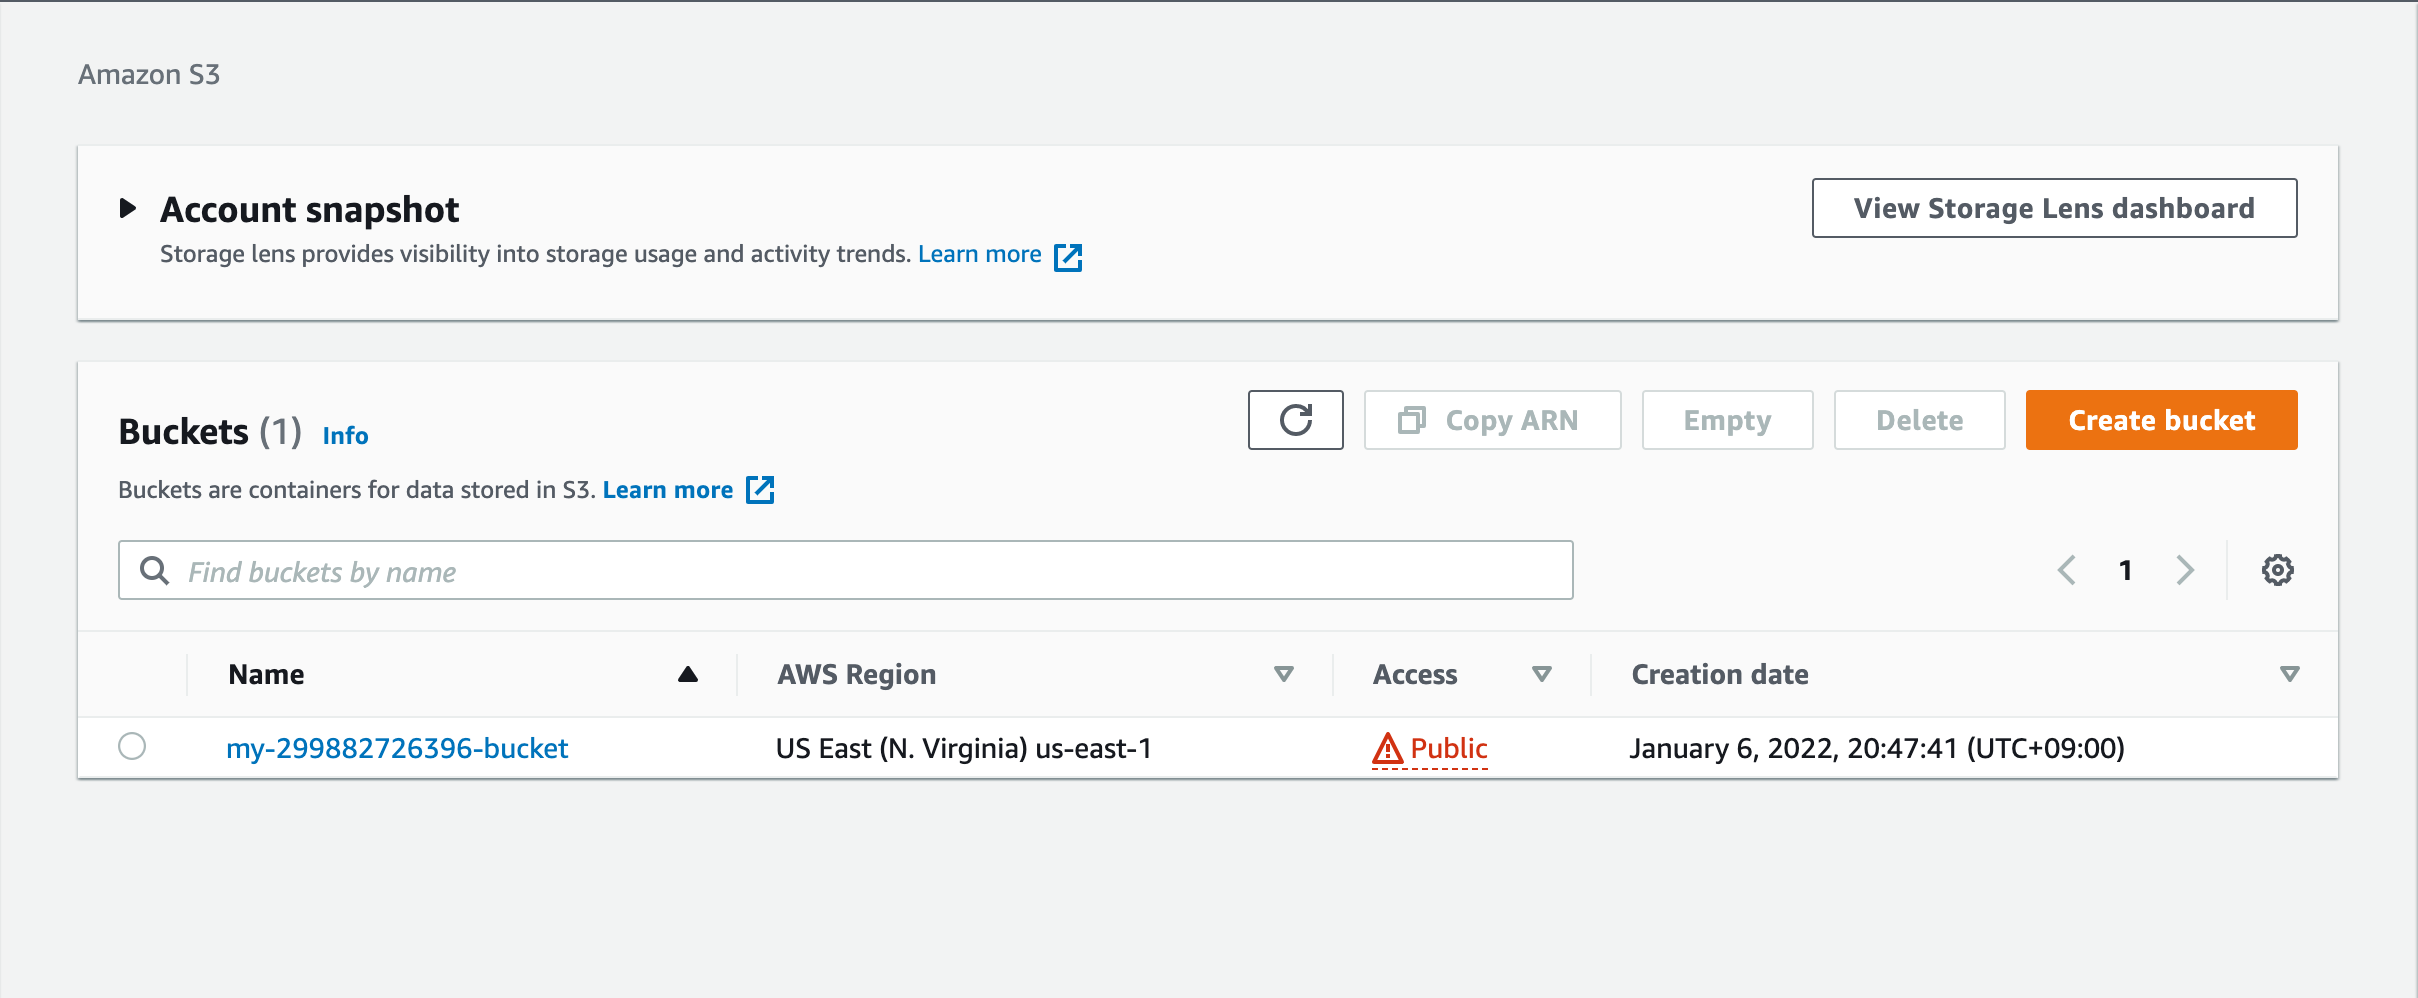 Amazon S3
Account snapshot
View Storage Lens dashboard
Storage lens provides visibility into storage usage and activity trends. Learn more
Buckets (1) Info
Copy ARN
Empty
Delete
Create bucket
Buckets are containers for data stored in S3. Learn more
Find buckets by name
1
Name AWS Region Access Creation date
my-299882726396-bucket US East (N. Virginia) us-east-1 Public January 6, 2022, 20:47:41 (UTC+09:00)